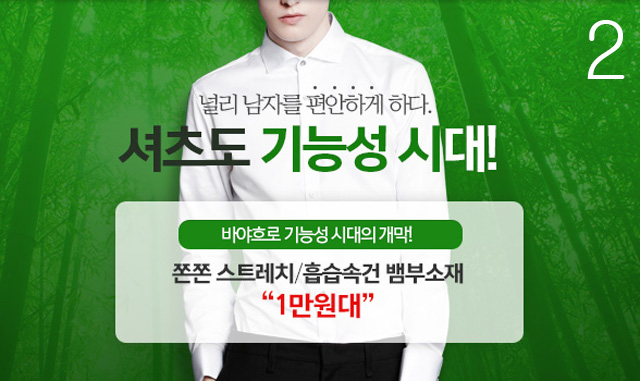 2
널리 남자를 편안하게 하다.
셔츠도 기능성 시대!
바야흐로 기능성 시대의 개막!
쫀쫀 스트레치/흡습속건 뱀부소재
“1만원대”